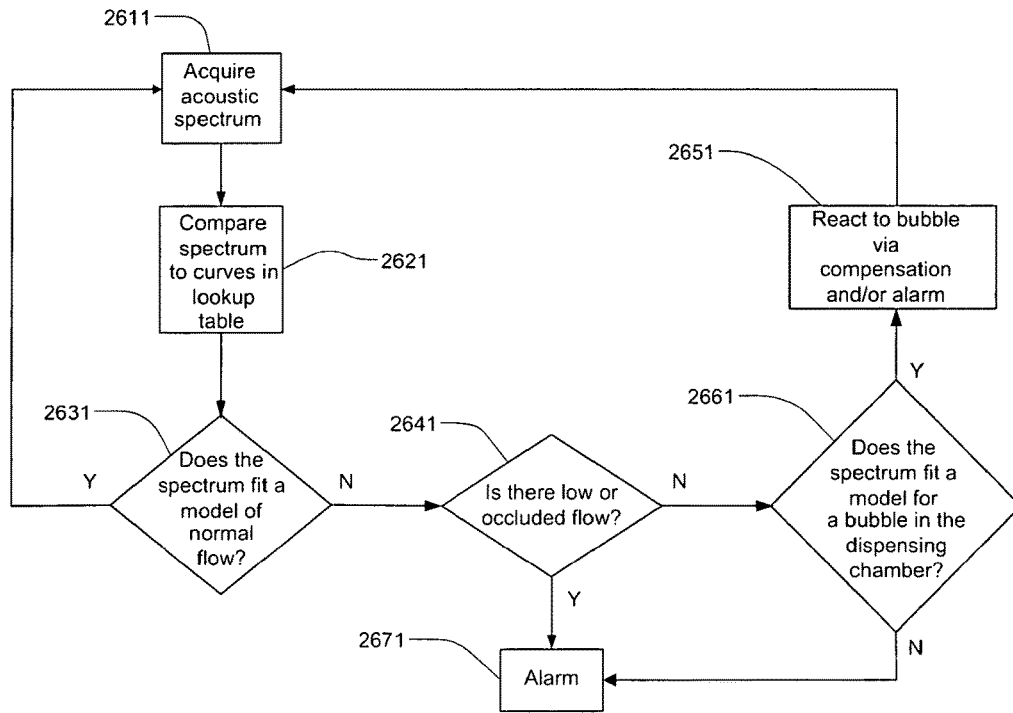 2611
Acquire
acoustic
spectrum
2651
Compare
spectrum
to curves in
lookup
table
2621
React to bubble
via
compensation
and/or alarm
2631
Y
Does the
spectrum fit a
model of
normal
flow?
N
2641
Is there low or
occluded flow?
N
Y
2661
Y
Does the
spectrum fit a
model for
a bubble in the
dispensing
chamber?
N
2671
Alarm